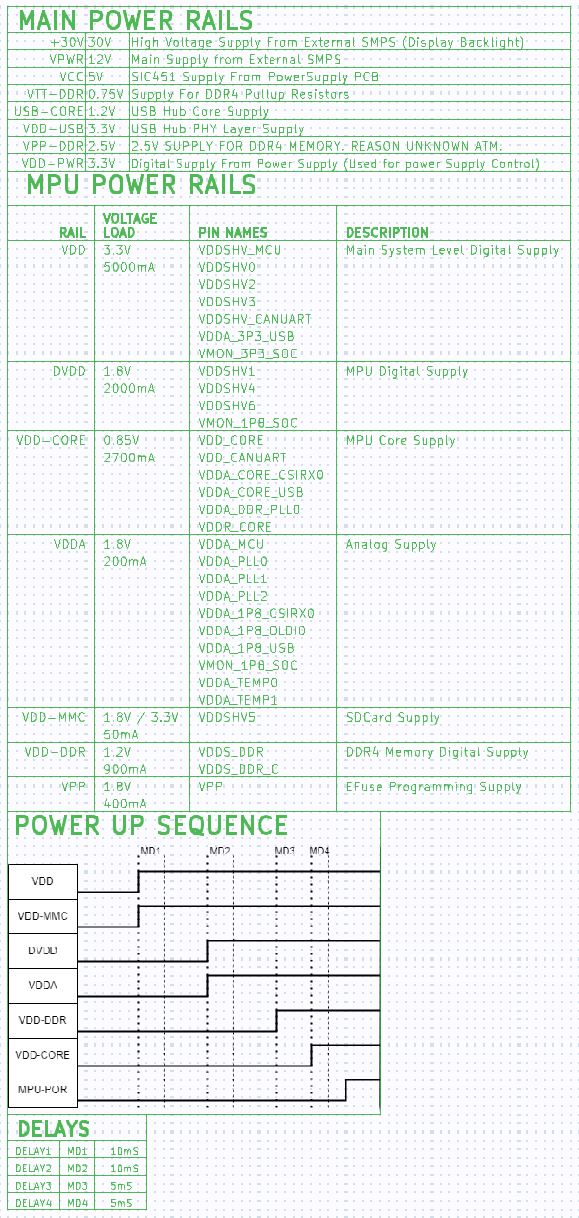 MAIN POWER RAILS
+30V 30V High Voltage Supply From External SMPS (Display Backlight)
VPWR 12V Main Supply from External SMPS
VCC 5V SIC451 Supply From PowerSupply PCB
VTT-DDR 0.75V Supply For DDR4 Pullup Resistors
USB-CORE 1.2V USB Hub Core Supply
VDD-USB 3.3V USB Hub PHY Layer Supply
VPP-DDR 2.5V 2.5V SUPPLY FOR DDR4 MEMORY. REASON UNKNOWN ATM.
VDD-PWR 3.3V Digital Supply From Power Supply (Used for power Supply Control)
MPU POWER RAILS
VOLTAGE
RAIL LOAD PIN NAMES DESCRIPTION
VDD 3.3V VDDSHV_MCU Main System Level Digital Supply
5000mA VDDSHV0
VDDSHV2
VDDSHV3
VDDSHV_CANUART
VDDA_3P3_USB
VMON_3P3_SOC
DVDD 1.8V VDDSHV1 MPU Digital Supply
2000mA VDDSHV4
VDDSHV6
VMON_1P8_SOC
VDD-CORE 0.85V VDD_CORE MPU Core Supply
2700mA VDD_CANUART
VDDA_CORE_CSIRX0
VDDA_CORE_USB
VDDA_DDR_PLL0
VDDR_CORE
VDDA 1.8V VDDA_MCU Analog Supply
200mA VDDA_PLL0
VDDA_PLL1
VDDA_PLL2
VDDA_1P8_CSIRX0
VDDA_1P8_OLDI0
VDDA_1P8_USB
VMON_1P8_SOC
VDDA_TEMP0
VDDA_TEMP1
VDD-MMC 1.8V / 3.3V VDDSHV5 SDCard Supply
50mA
VDD-DDR 1.2V VDDS_DDR DDR4 Memory Digital Supply
900mA VDDS_DDR_C
VPP 1.8V VPP EFuse Programming Supply
400mA
POWER UP SEQUENCE
MD1 MD2 MD3 MD4
VDD
VDD-MMC
DVDD
VDDA
VDD-DDR
VDD-CORE
MPU-POR
DELAYS
DELAY1 MD1 10mS
DELAY2 MD2 10mS
DELAY3 MD3 5mS
DELAY4 MD4 5mS